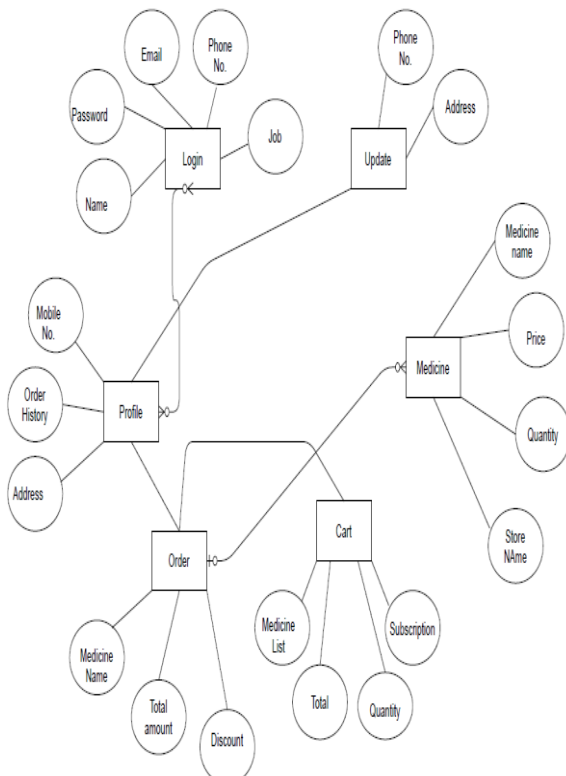 Email
Phone
No.
Password
Login
Job
Name
Phone
No.
Address
Update
Medicine
name
Price
Medicine
Quantity
Store
NAme
Mobile
No.
Order
History
Profile
Address
Order
Medicine
Name
Total
amount
Discount
Cart
Medicine
List
Total
Quantity
Subscription